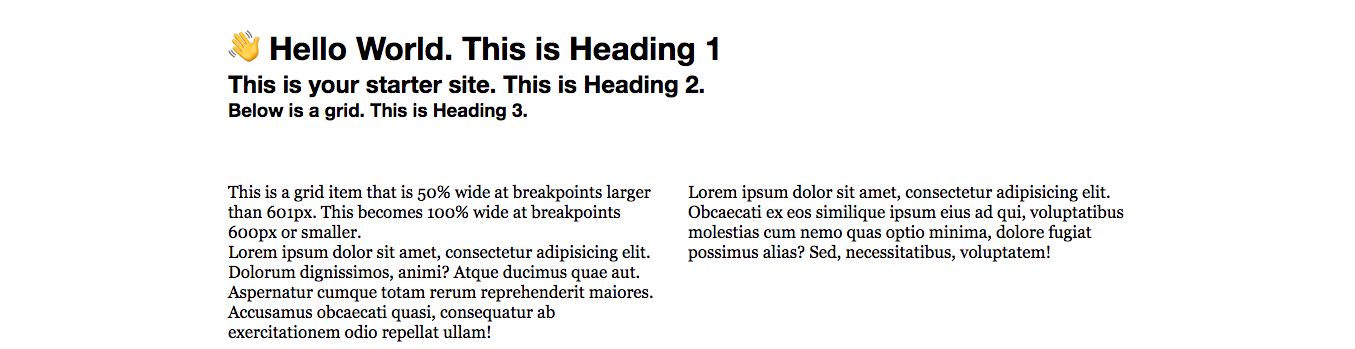 👋 Hello World. This is Heading 1
This is your starter site. This is Heading 2.
Below is a grid. This is Heading 3.
This is a grid item that is 50% wide at breakpoints larger
than 601px. This becomes 100% wide at breakpoints
600px or smaller.
Lorem ipsum dolor sit amet, consectetur adipisicing elit.
Dolorum dignissimos, animi? Atque ducimus quae aut.
Aspernatur cumque totam rerum reprehenderit maiores.
Accusamus obcaecati quasi, consequatur ab
exercitationem odio repellat ullam!
Lorem ipsum dolor sit amet, consectetur adipisicing elit.
Obcaecati ex eos similique ipsum eius ad qui, voluptatibus
molestias cum nemo quas optio minima, dolore fugiat
possimus alias? Sed, necessitatibus, voluptatem!